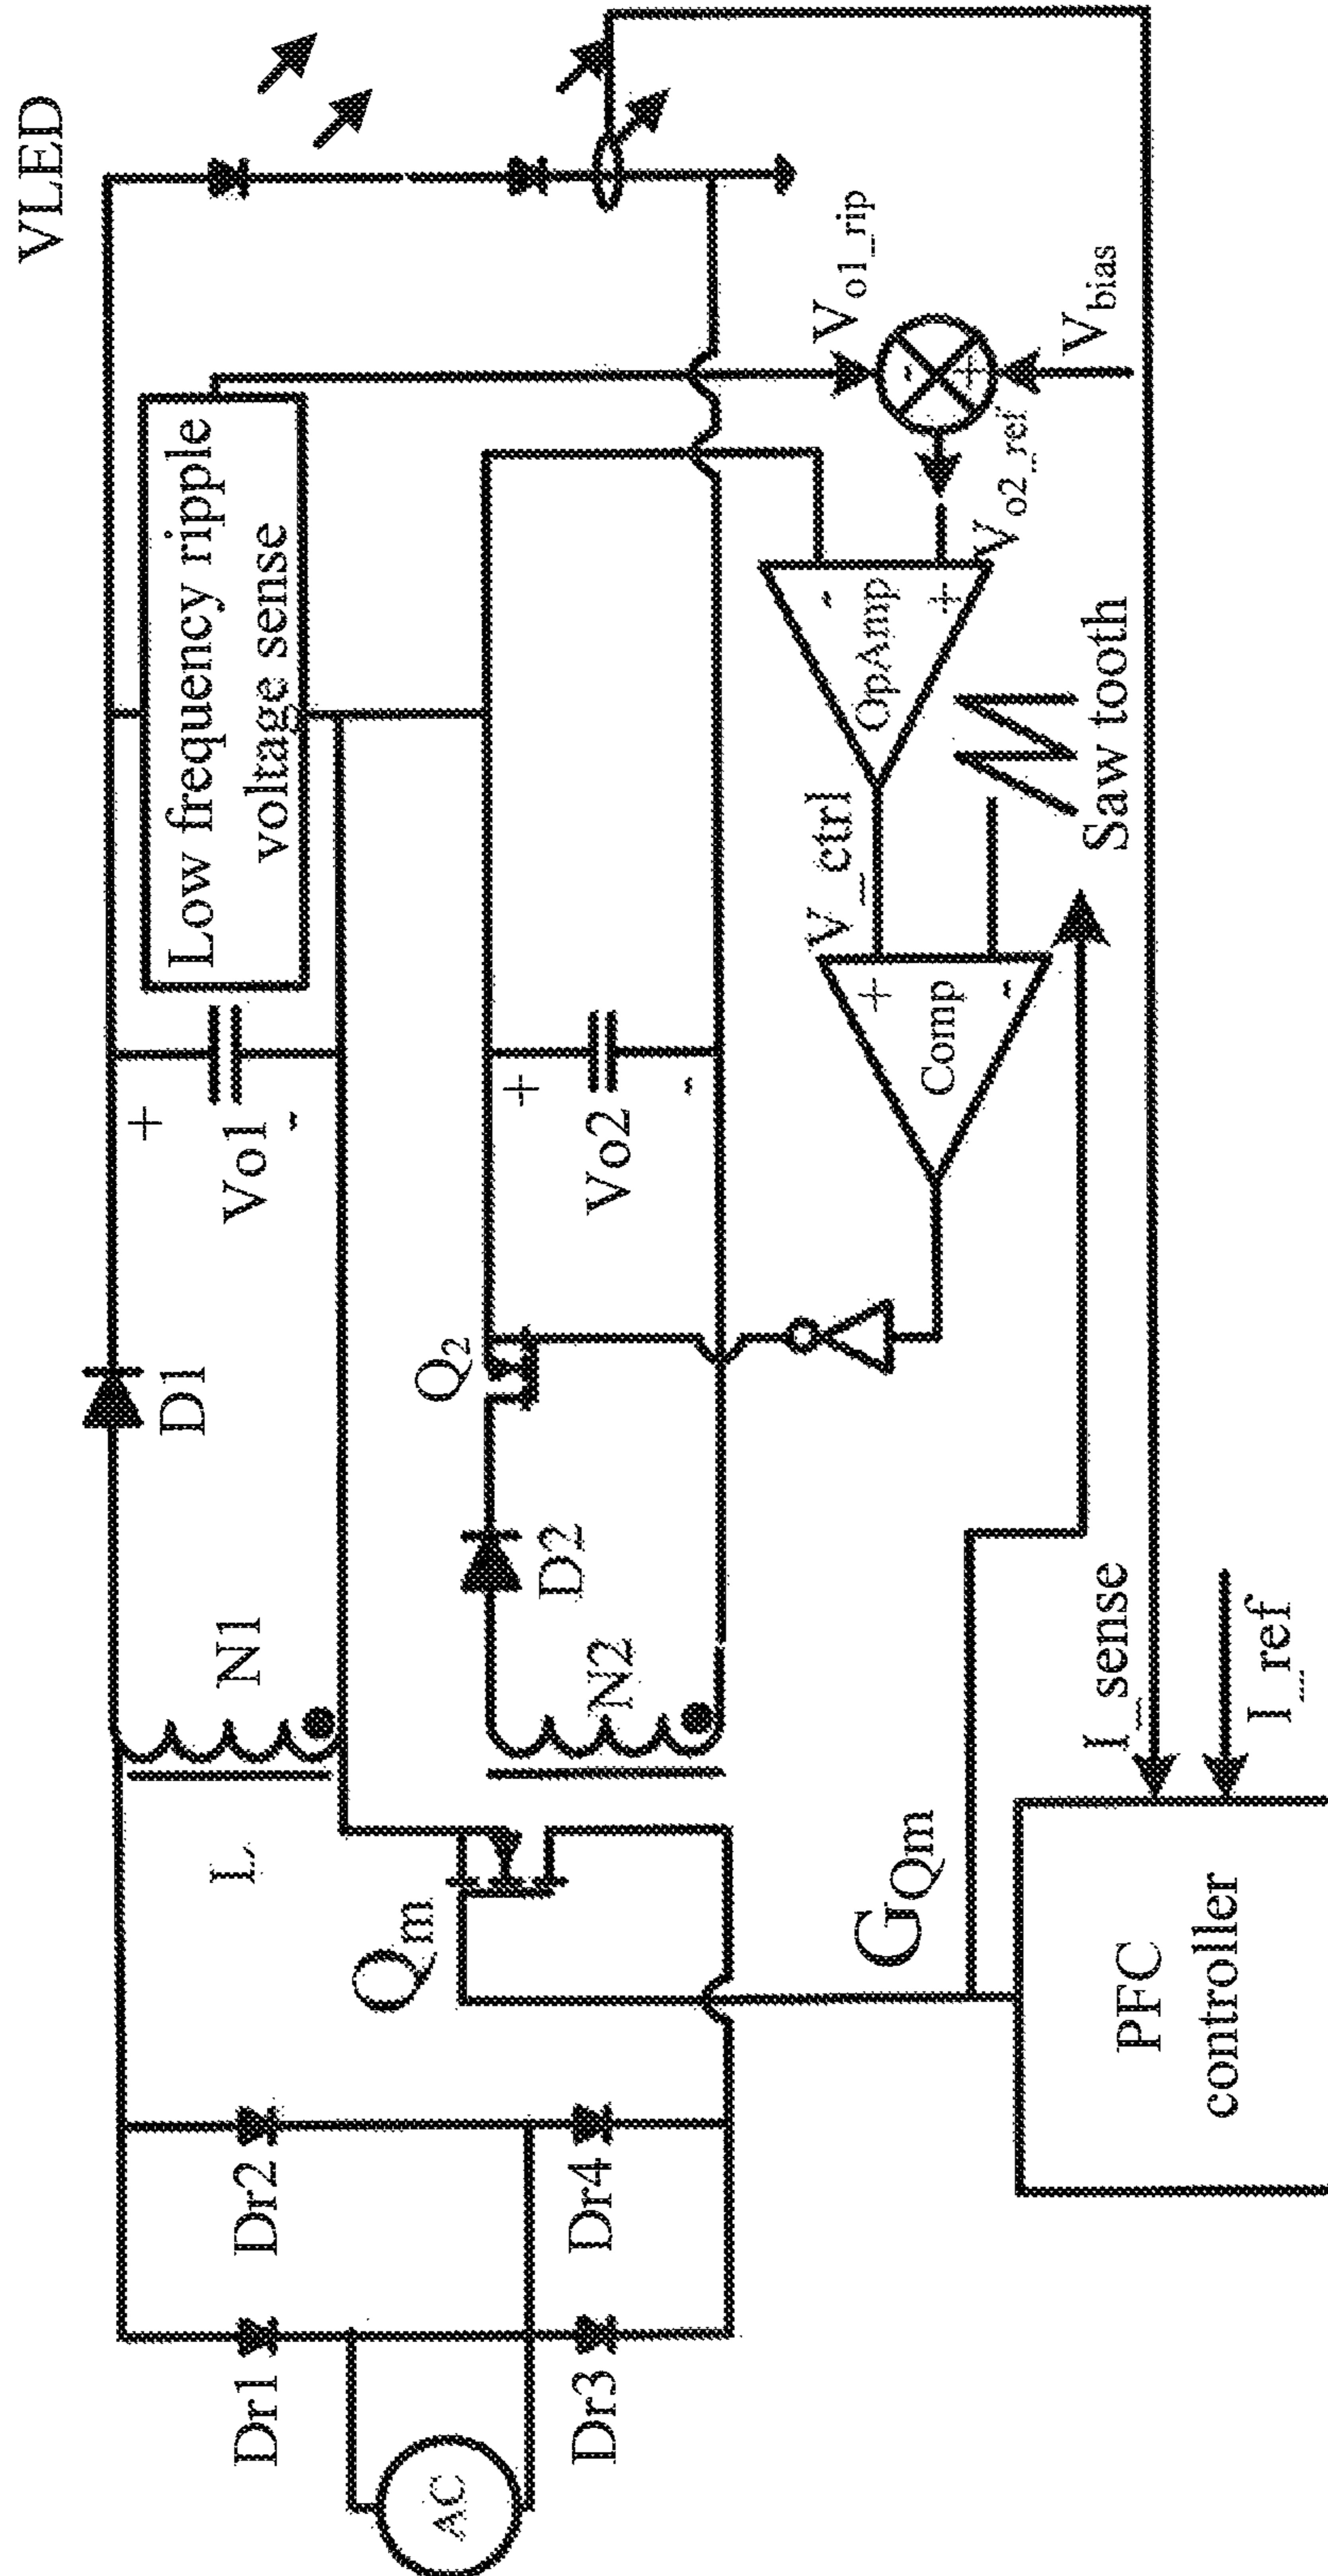 VLED
Low frequency ripple
voltage sense
+
Vo1
-
D1
N1
L
Dr2
Dr1
+
Vo2
-
Q2
D2
N2
Qm
Dr4
Dr3
AC
Vo1_rip
-
+
Vbias
Vo2_ref
-
OpAmp
+
V_ctrl
Saw tooth
+
Comp
-
GQm
I_sense
I_ref
PFC
controller